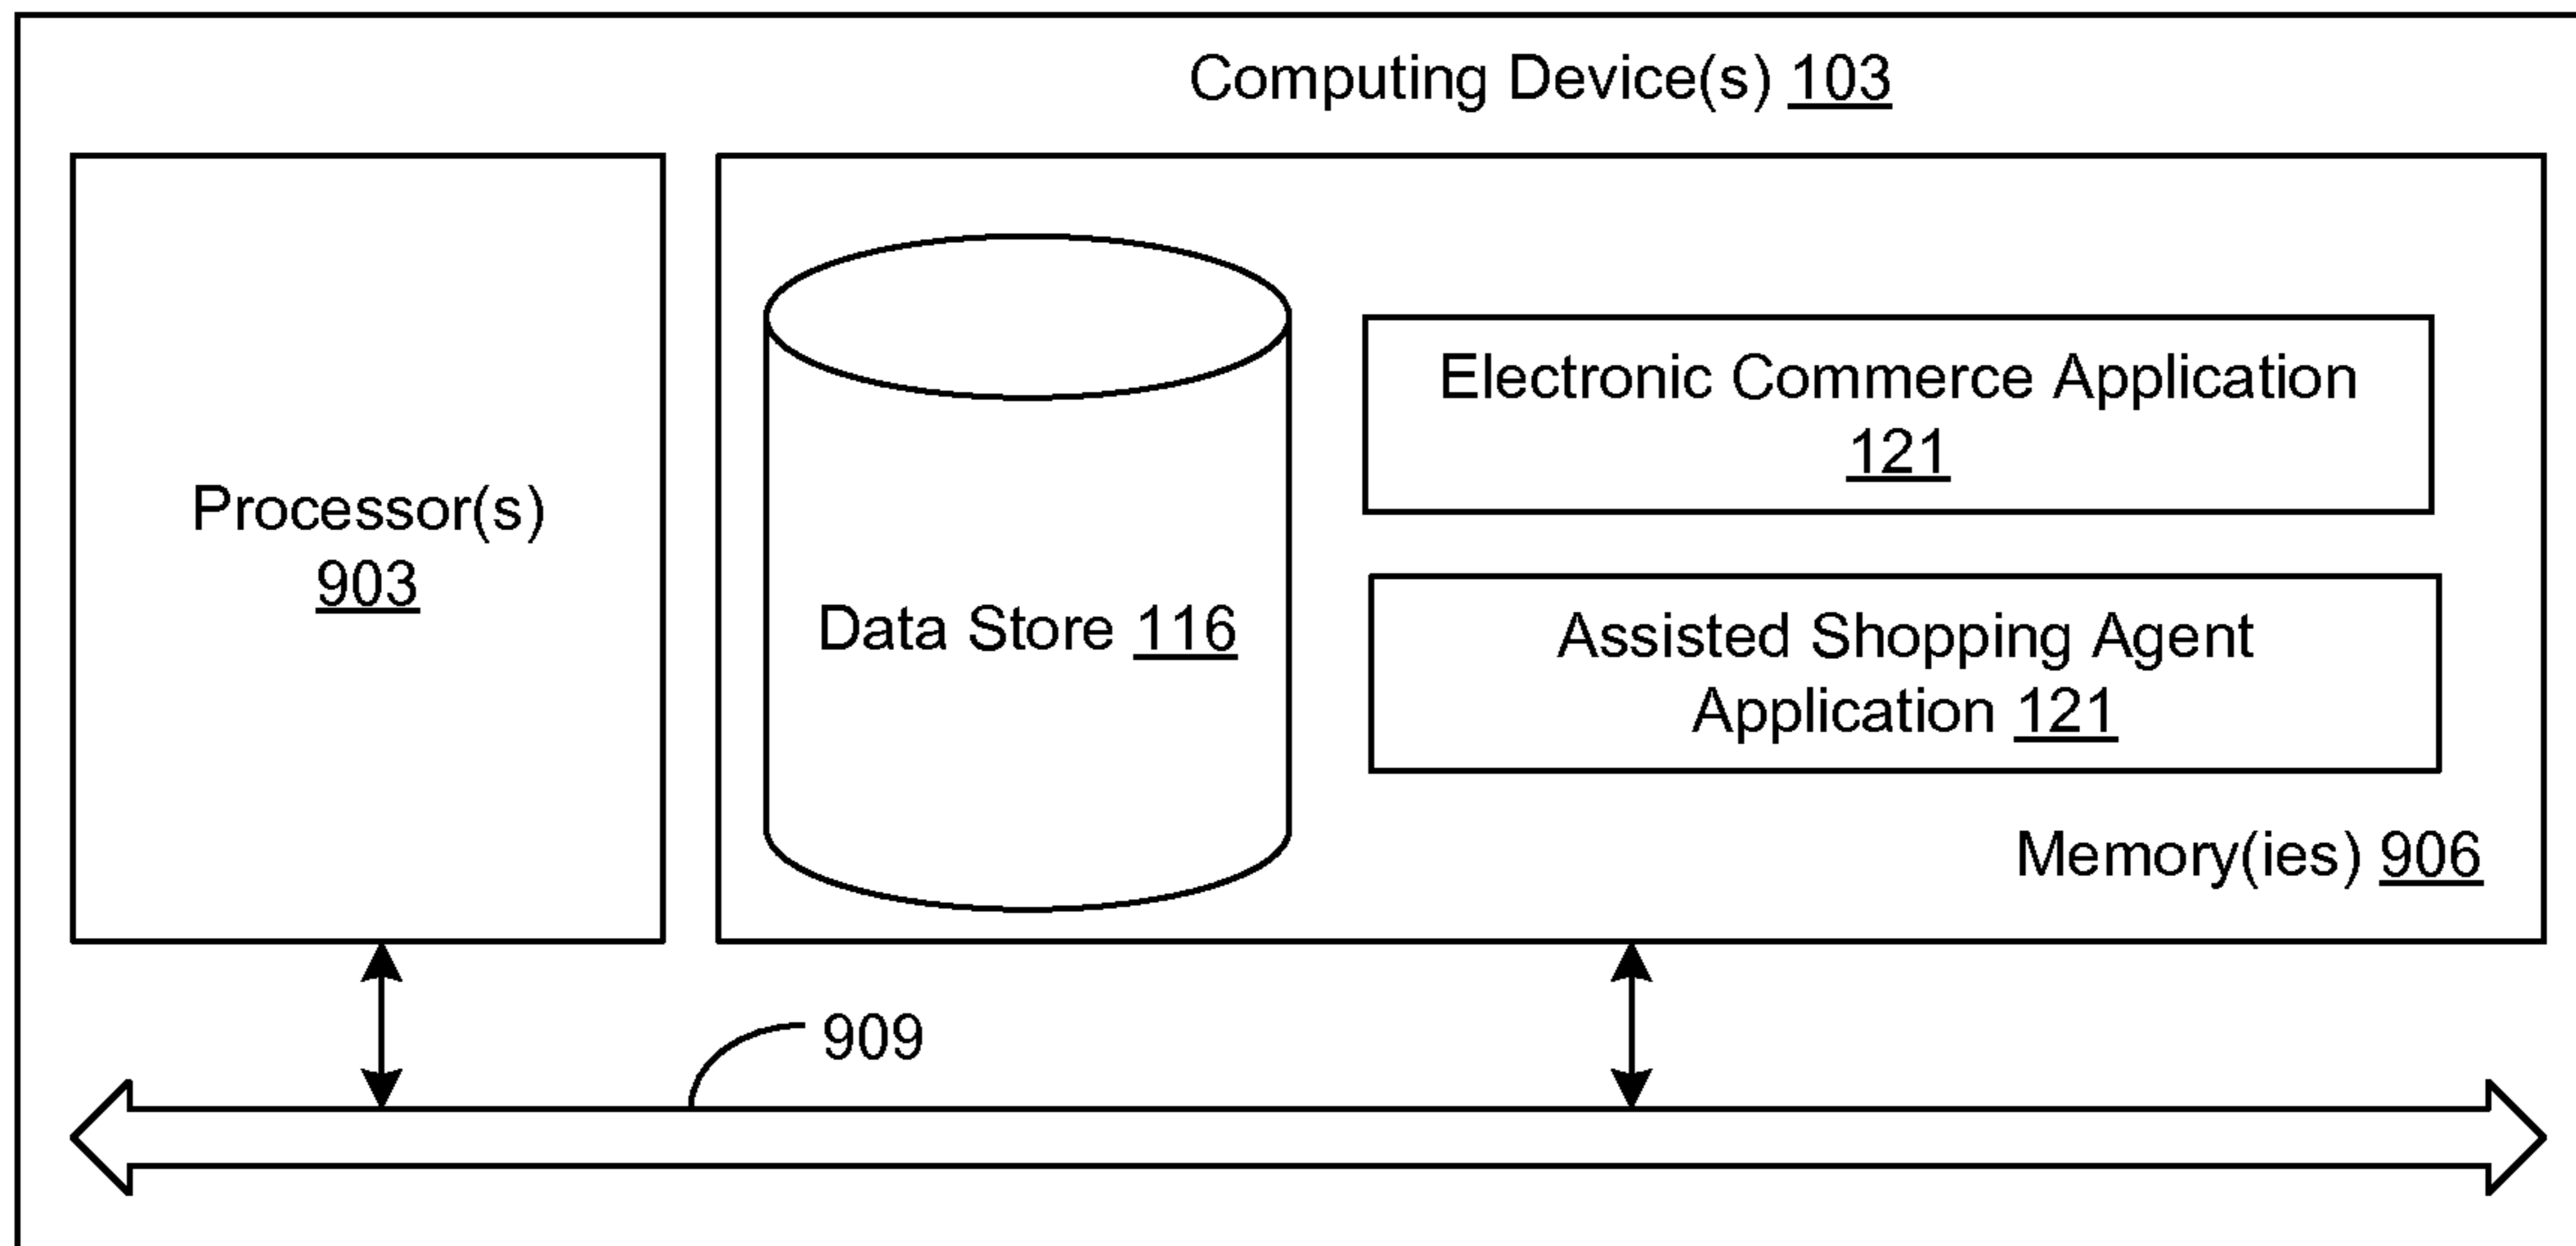 Computing Device(s) 103
Processor(s)
903
Data Store 116
Electronic Commerce Application
121
Assisted Shopping Agent
Application 121
Memory(ies) 906
909